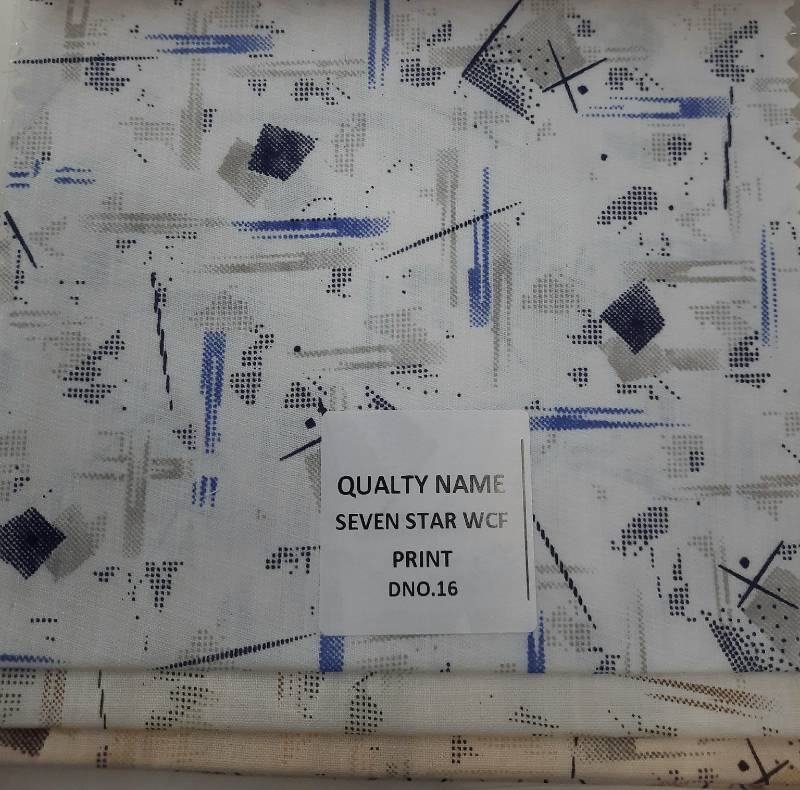 QUALTY NAME
SEVEN STAR WCF
PRINT
DNO.16